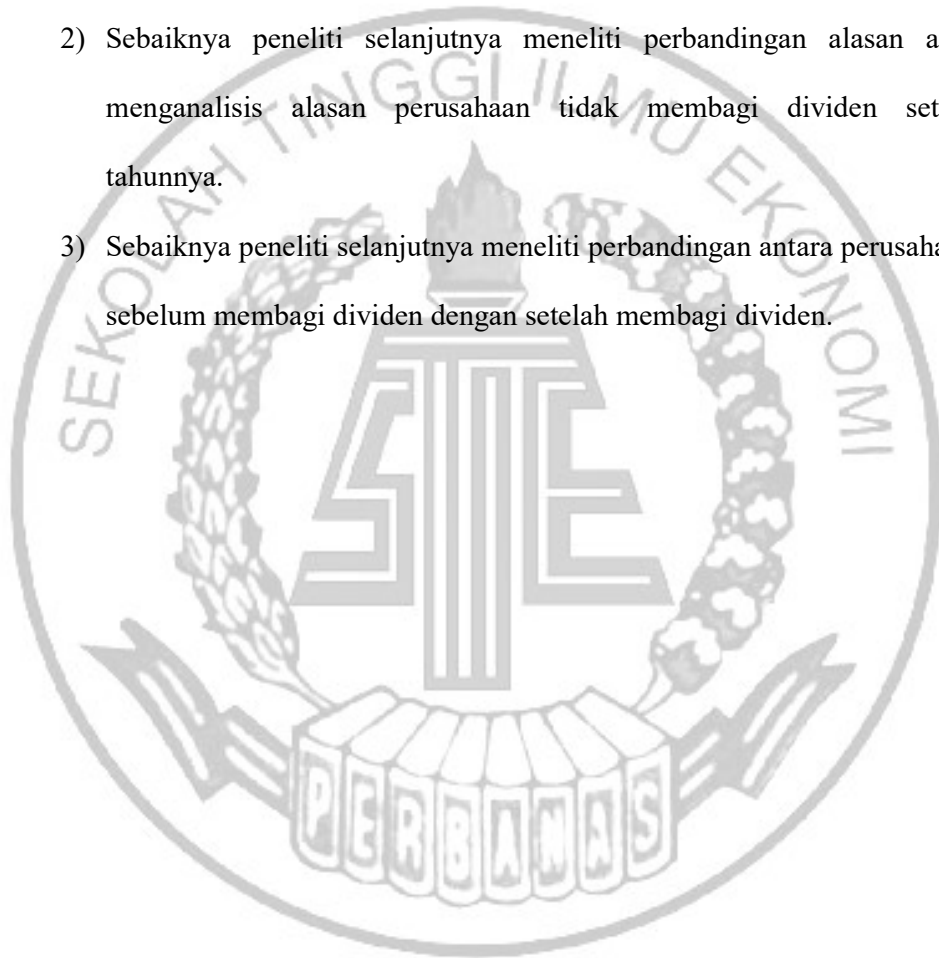 2) Sebaiknya peneliti selanjutnya meneliti perbandingan alasan a
menganalisis alasan perusahaan tidak membagi dividen set
tahunnya.
3) Sebaiknya peneliti selanjutnya meneliti perbandingan antara perusaha
sebelum membagi dividen dengan setelah membagi dividen.
SEKOLAH TINGGI ILMU EKONOMI
STIE
PERBANAS